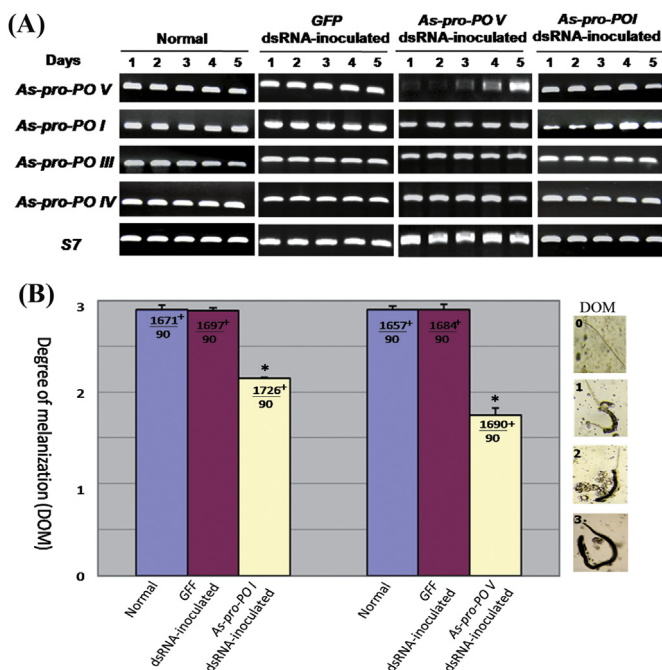 (A)
Normal
GFP
dsRNA-inoculated
As-pro-PO V
dsRNA-inoculated
As-pro-POI
dsRNA-inoculated
Days 1 2 3 4 5 1 2 3 4 5 1 2 3 4 5 1 2 3 4 5
As-pro-PO V
As-pro-PO I
As-pro-PO III
As-pro-PO IV
S7
(B)
Degree of melanization (DOM)
3
2
1
0
1671+
90
1697+
90
*
1726+
90
1657+
90
1684+
90
*
1690+
90
Normal
GFF
dsRNA-inoculated
As-pro-PO I
dsRNA-inoculated
Normal
GFF
dsRNA-inoculated
As-pro-PO V
dsRNA-inoculated
DOM
0
1
2
3.